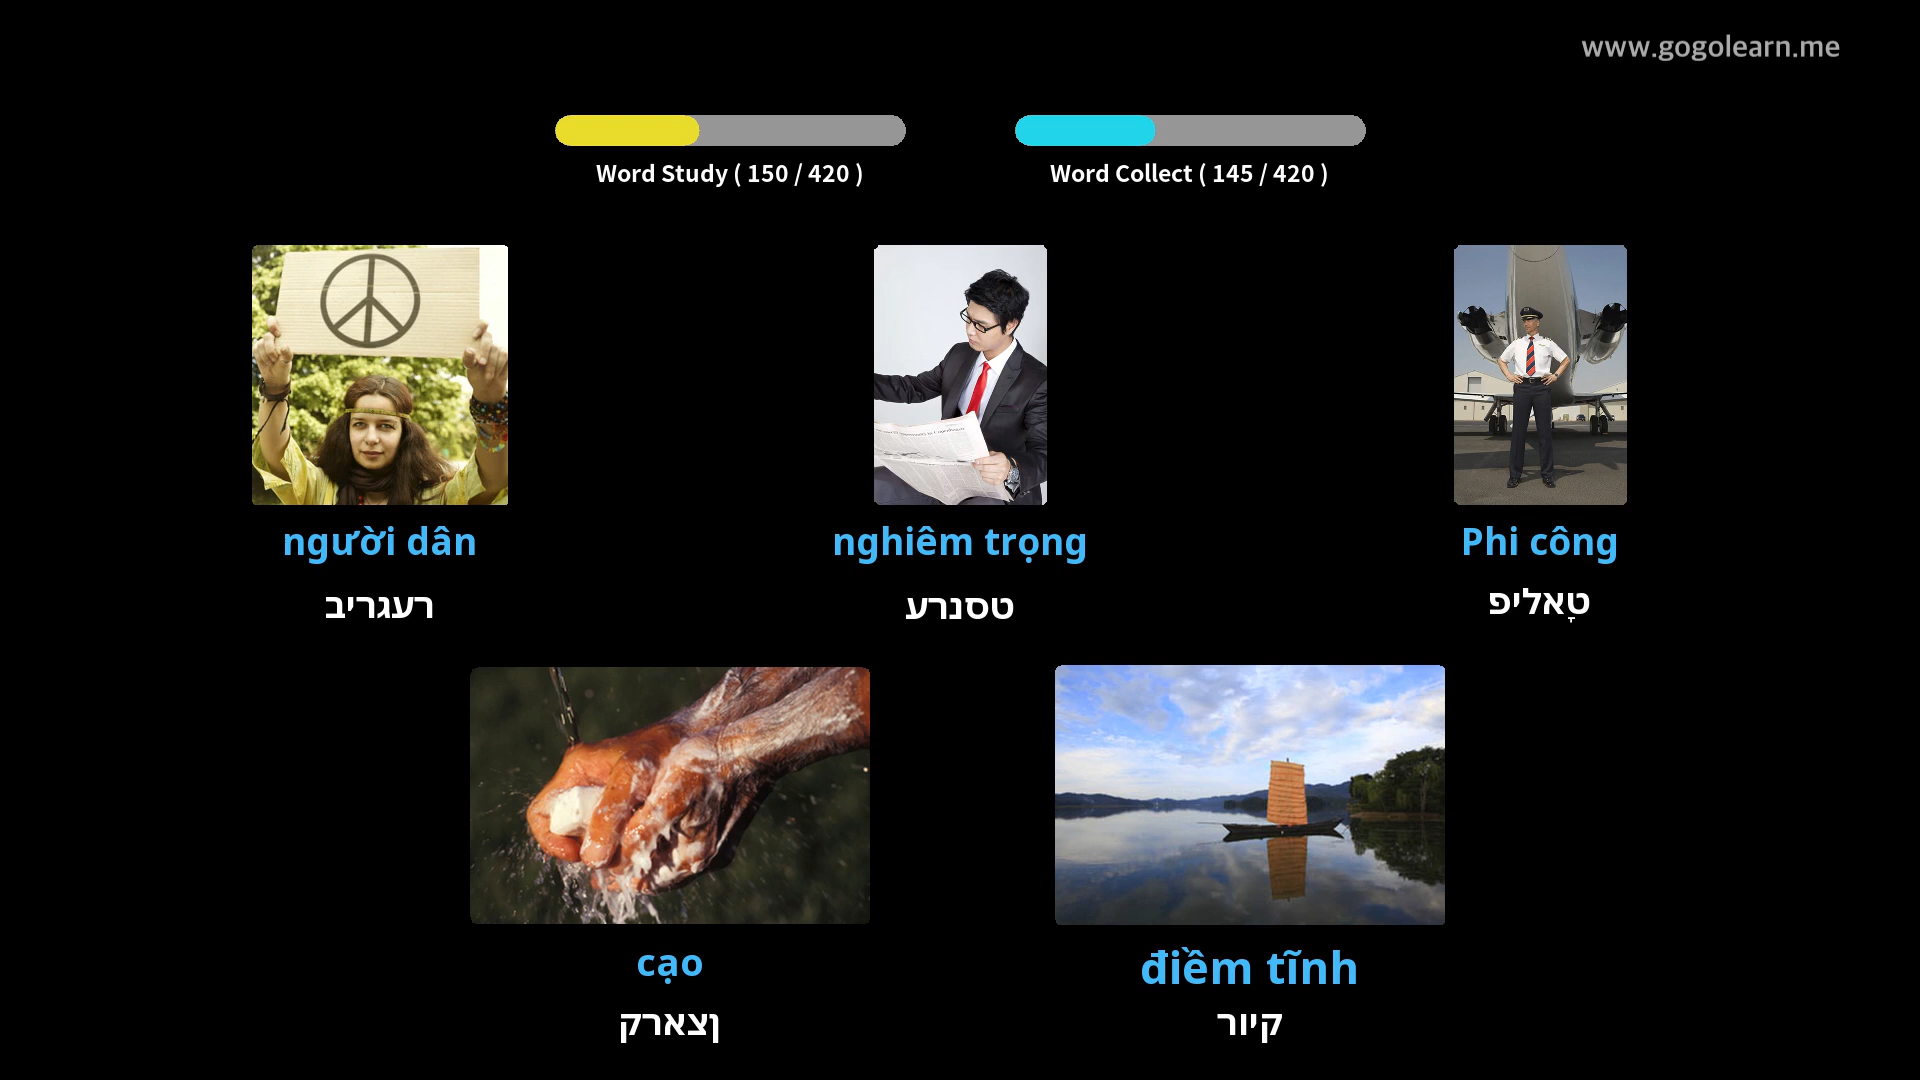 www.gogolearn.me
Word Study ( 150 / 420 )
Word Collect ( 145 / 420 )
người dân
רעגריב
nghiêm trọng
טסנרע
Phi công
טָאליפ
cạo
ןצארק
điềm tĩnh
קיור